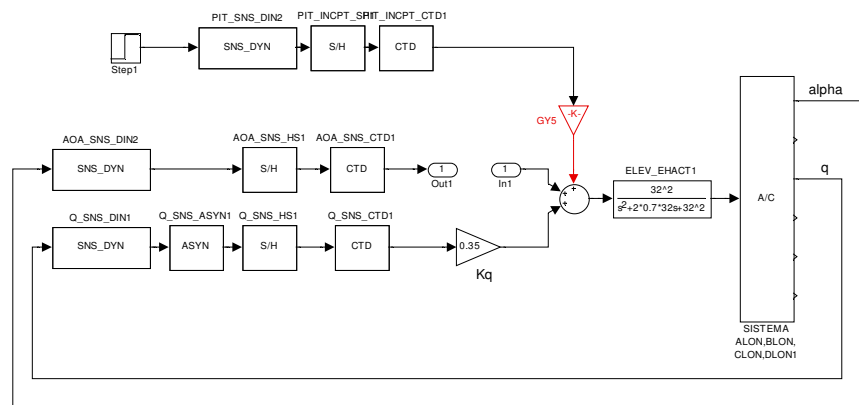 PIT_SNS_DIN2
PIT_INCPT_SH1
PIT_INCPT_CTD1
SNS_DYN
S/H
CTD
Step1
-K-
GY5
alpha
AOA_SNS_DIN2
AOA_SNS_HS1
AOA_SNS_CTD1
SNS_DYN
S/H
CTD
1
Out1
1
In1
ELEV_EHACT1
32^2
s^2+2*0.7*32s+32^2
A/C
q
Q_SNS_DIN1
Q_SNS_ASYN1
Q_SNS_HS1
Q_SNS_CTD1
SNS_DYN
ASYN
S/H
CTD
0.35
Kq
+
+
+
SISTEMA
ALON,BLON,
CLON,DLON1